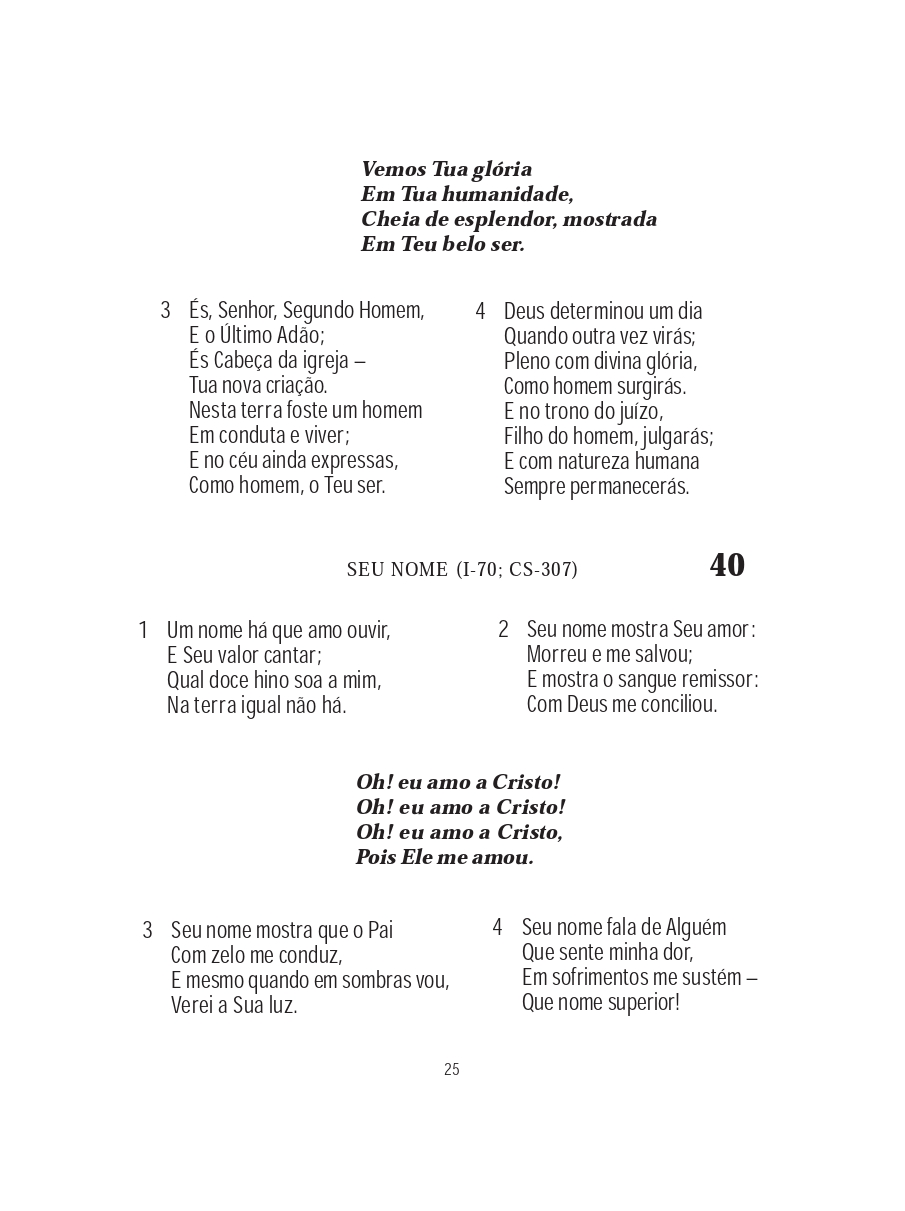 Vemos Tua glória
Em Tua humanidade,
Cheia de esplendor, mostrada
Em Teu belo ser.
3 És, Senhor, Segundo Homem,
E o Último Adão;
És Cabeça da igreja –
Tua nova criação.
Nesta terra foste um homem
Em conduta e viver;
E no céu ainda expressas,
Como homem, o Teu ser.
4 Deus determinou um dia
Quando outra vez virás;
Pleno com divina glória,
Como homem surgirás.
E no trono do juízo,
Filho do homem, julgarás;
E com natureza humana
Sempre permanecerás.
SEU NOME (I-70; CS-307) 40
1 Um nome há que amo ouvir,
E Seu valor cantar;
Qual doce hino soa a mim,
Na terra igual não há.
2 Seu nome mostra Seu amor:
Morreu e me salvou;
E mostra o sangue remissor:
Com Deus me conciliou.
Oh! eu amo a Cristo!
Oh! eu amo a Cristo!
Oh! eu amo a Cristo,
Pois Ele me amou.
3 Seu nome mostra que o Pai
Com zelo me conduz,
E mesmo quando em sombras vou,
Verei a Sua luz.
4 Seu nome fala de Alguém
Que sente minha dor,
Em sofrimentos me sustém –
Que nome superior!
25